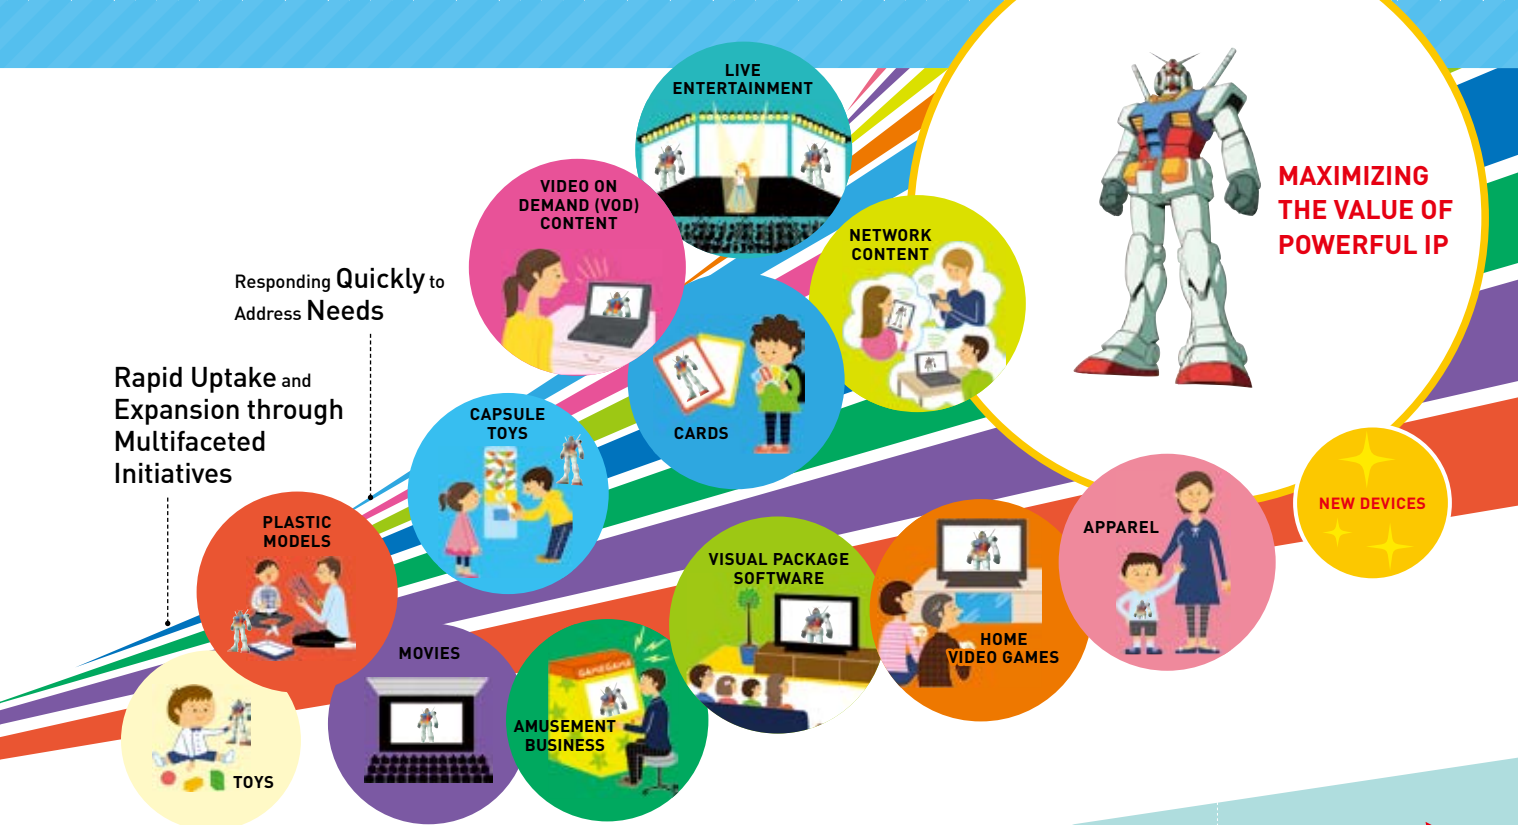 LIVE
ENTERTAINMENT
VIDEO ON
DEMAND (VOD)
CONTENT
NETWORK
CONTENT
MAXIMIZING
THE VALUE OF
POWERFUL IP
Responding Quickly to
Address Needs
Rapid Uptake and
Expansion through
Multifaceted
Initiatives
CAPSULE
TOYS
CARDS
NEW DEVICES
PLASTIC
MODELS
APPAREL
VISUAL PACKAGE
SOFTWARE
HOME
VIDEO GAMES
MOVIES
GAMEGAME
AMUSEMENT
BUSINESS
TOYS